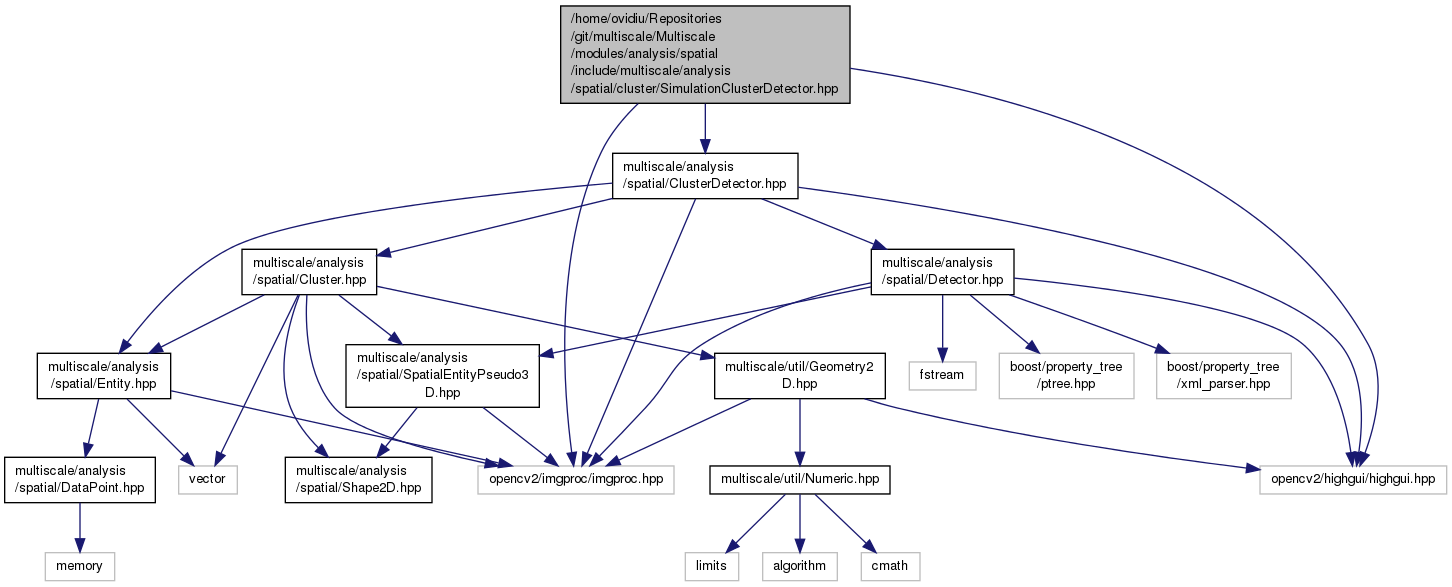 /home/ovidiu/Repositories
/git/multiscale/Multiscale
/modules/analysis/spatial
/include/multiscale/analysis
/spatial/cluster/SimulationClusterDetector.hpp
multiscale/analysis
/spatial/ClusterDetector.hpp
multiscale/analysis
/spatial/Cluster.hpp
multiscale/analysis
/spatial/Detector.hpp
multiscale/analysis
/spatial/Entity.hpp
multiscale/analysis
/spatial/SpatialEntityPseudo3
D.hpp
multiscale/util/Geometry2
D.hpp
fstream
boost/property_tree
/ptree.hpp
boost/property_tree
/xml_parser.hpp
multiscale/analysis
/spatial/DataPoint.hpp
vector
multiscale/analysis
/spatial/Shape2D.hpp
opencv2/imgproc/imgproc.hpp
multiscale/util/Numeric.hpp
opencv2/highgui/highgui.hpp
memory
limits
algorithm
cmath